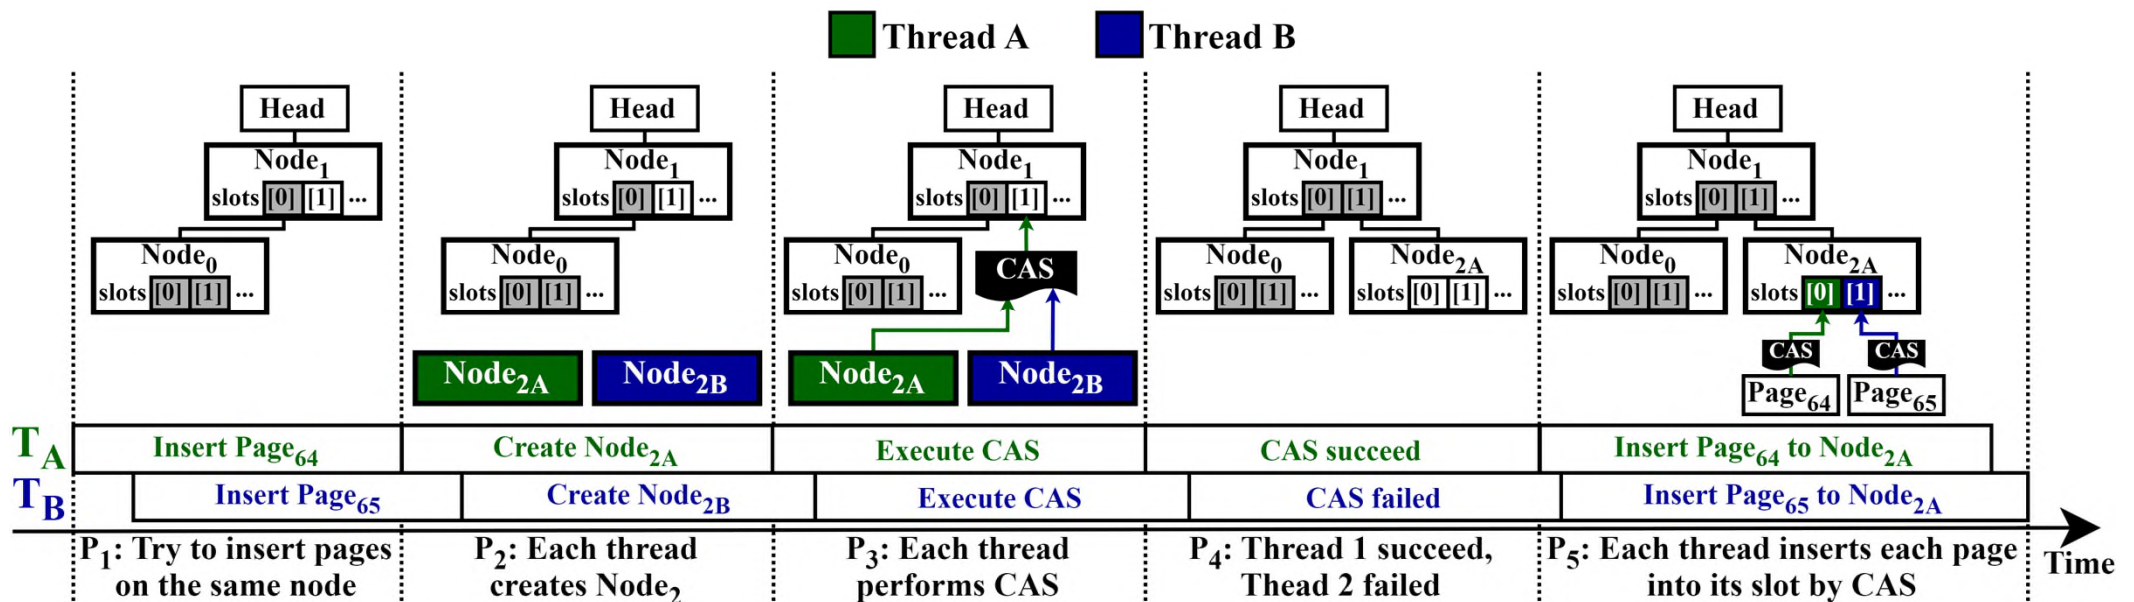 Thread A Thread B
Head Head Head Head Head
Node1 Node1 Node1 Node1 Node1
slots [0] [1] ... slots [0] [1] ... slots [0] [1] ... slots [0] [1] ... slots [0] [1] ...
Node0 Node0 Node0 CAS Node0 Node2A Node0 Node2A
slots [0] [1] ... slots [0] [1] ... slots [0] [1] ... slots [0] [1] ... slots [0] [1] ... slots [0] [1] ... slots [0] [1] ...
CAS CAS
Node2A Node2B Node2A Node2B Page64 Page65
TA Insert Page64 Create Node2A Execute CAS CAS succeed Insert Page64 to Node2A
TB Insert Page65 Create Node2B Execute CAS CAS failed Insert Page65 to Node2A
P1: Try to insert pages
on the same node
P2: Each thread
creates Node2
P3: Each thread
performs CAS
P4: Thread 1 succeed,
Thead 2 failed
P5: Each thread inserts each page
into its slot by CAS
Time